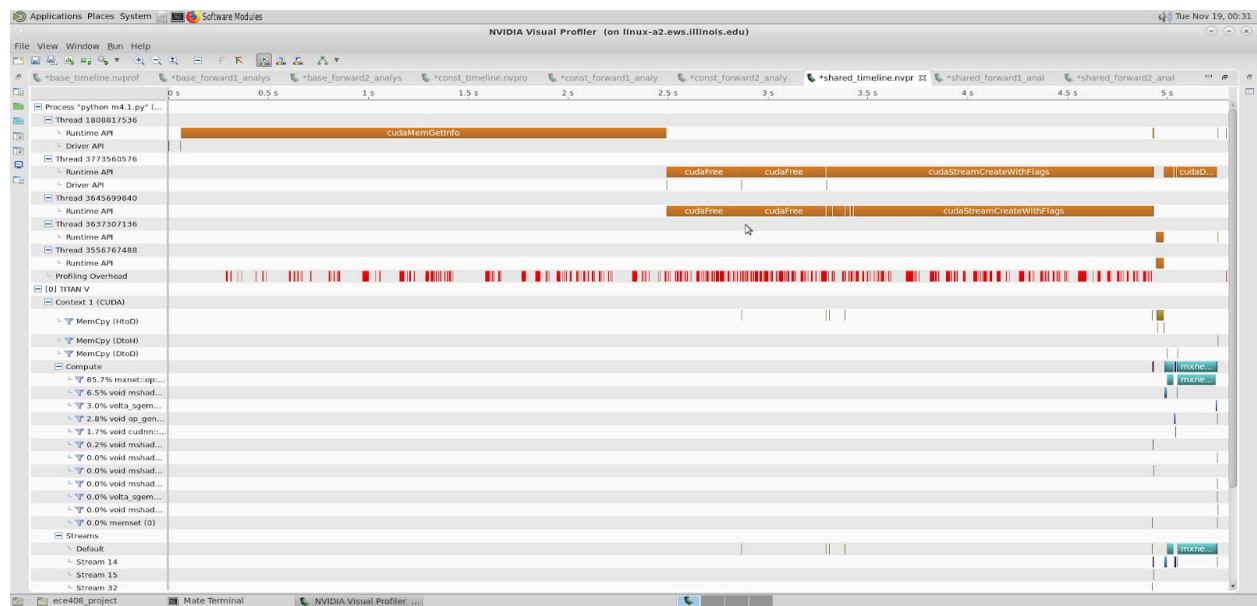 Applications Places System Software Modules Tue Nov 19, 00:31
NVIDIA Visual Profiler (on linux-a2.ews.illinois.edu)
File View Window Run Help
*base_timeline.nvprof *base_forward1_analys *base_forward2_analys *const_timeline.nvpro *const_forward1_analy *const_forward2_analy *shared_timeline.nvpr *shared_forward1_anal *shared_forward2_anal
0 s 0.5 s 1 s 1.5 s 2 s 2.5 s 3 s 3.5 s 4 s 4.5 s 5 s
Process "python m4.1.py" (...
Thread 1808817536
Runtime API cudaMemGetInfo
Driver API
Thread 3773560576
Runtime API cudaFree cudaFree cudaStreamCreateWithFlags cudaD...
Driver API
Thread 3645699840
Runtime API cudaFree cudaFree cudaStreamCreateWithFlags
Thread 3637307136
Runtime API
Thread 3556767488
Runtime API
Profiling Overhead
[0] TITAN V
Context 1 (CUDA)
MemCpy (HtoD)
MemCpy (DtoH)
MemCpy (DtoD)
Compute mxne...
85.7% mxnet::op:... mxne...
6.5% void mshad...
3.0% volta_sgem...
2.8% void op_gen...
1.7% void cudnn::...
0.2% void mshad...
0.0% void mshad...
0.0% void mshad...
0.0% void mshad...
0.0% volta_sgem...
0.0% void mshad...
0.0% memset (0)
Streams
Default mxne...
Stream 14
Stream 15
Stream 32
ece408_project Mate Terminal NVIDIA Visual Profiler ...